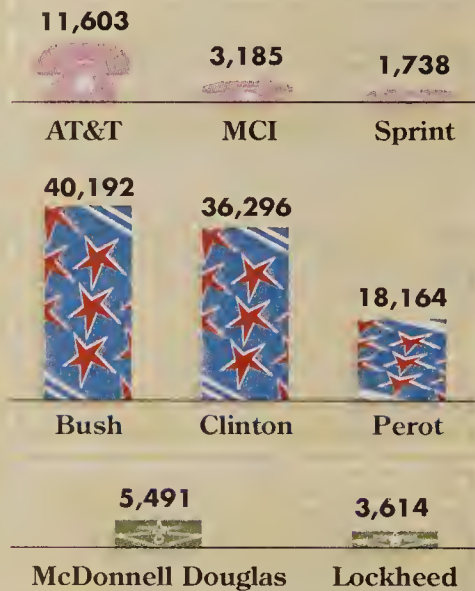 11,603 3,185 1,738
AT&T MCI Sprint
40,192 36,296 18,164
Bush Clinton Perot
5,491 3,614
McDonnell Douglas Lockheed